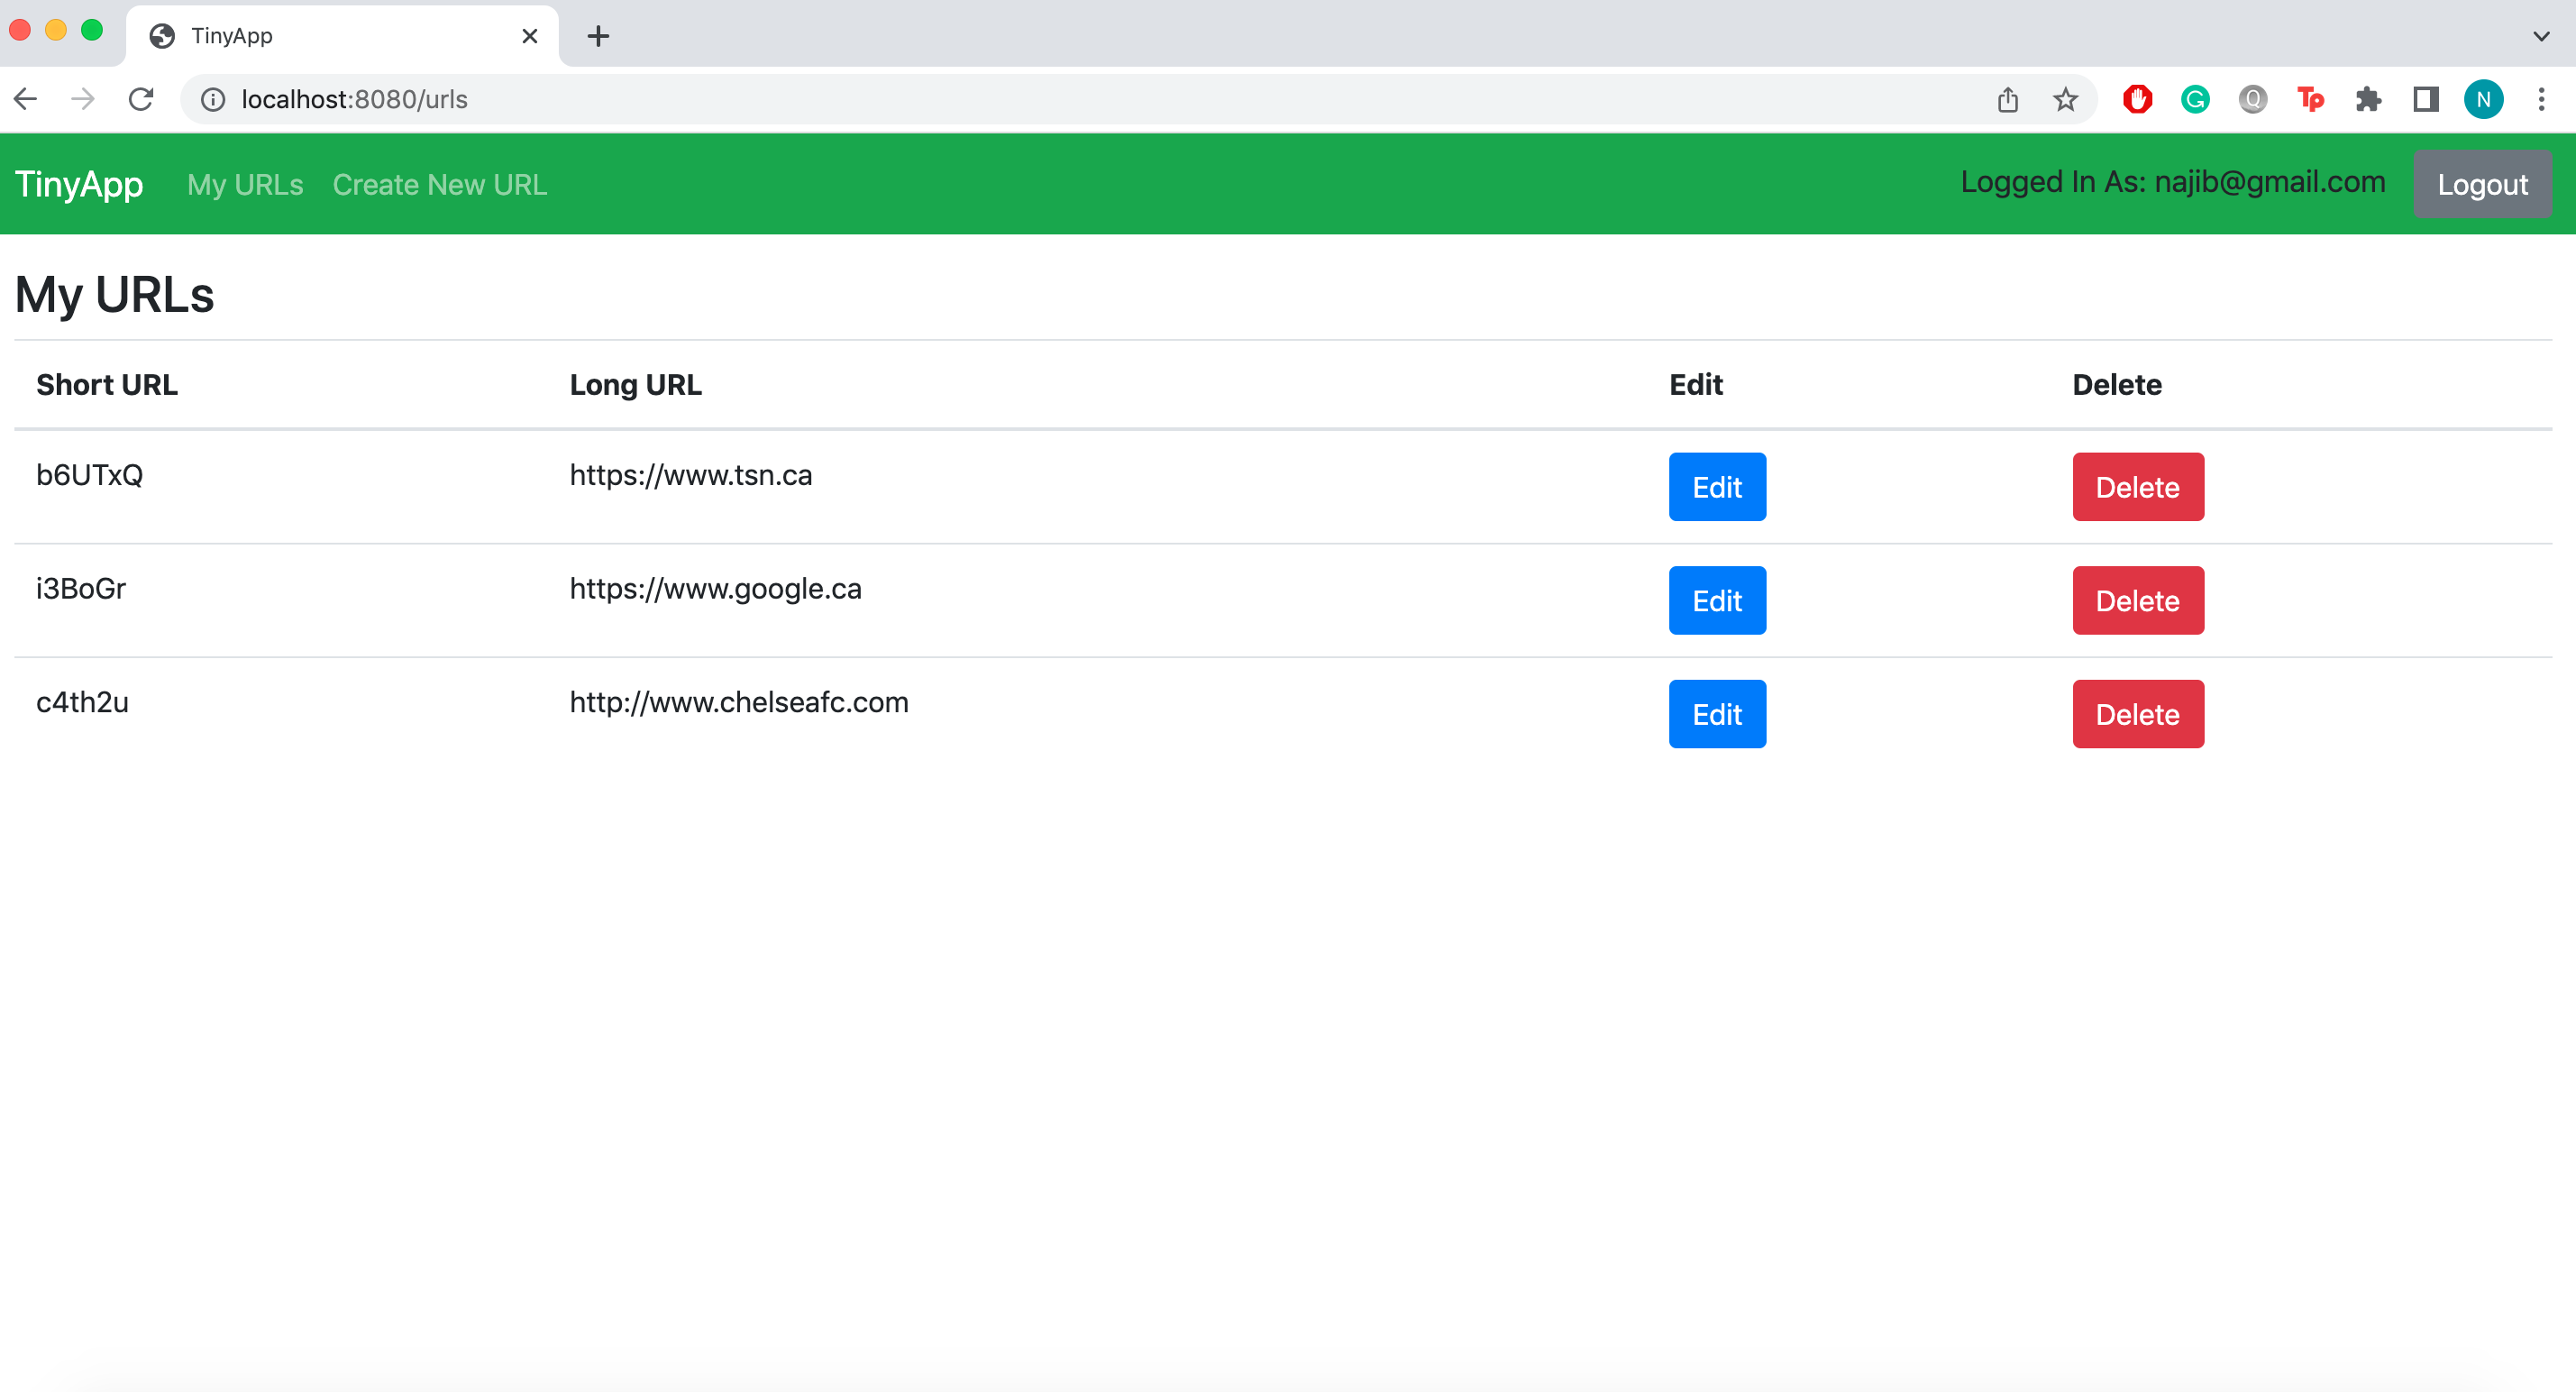 TinyApp
localhost:8080/urls
Q
Tp
N
TinyApp My URLs Create New URL Logged In As: najib@gmail.com Logout
My URLs
Short URL Long URL Edit Delete
b6UTxQ https://www.tsn.ca Edit Delete
i3BoGr https://www.google.ca Edit Delete
c4th2u http://www.chelseafc.com Edit Delete